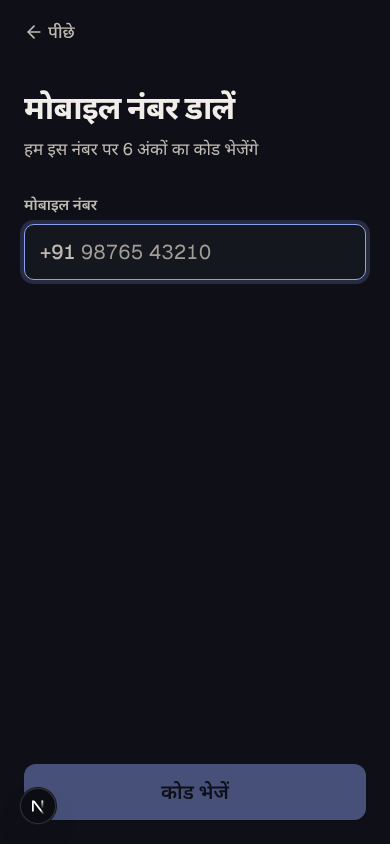 ← पीछे
मोबाइल नंबर डालें
हम इस नंबर पर 6 अंकों का कोड भेजेंगे
मोबाइल नंबर
+91 98765 43210
कोड भेजें
N